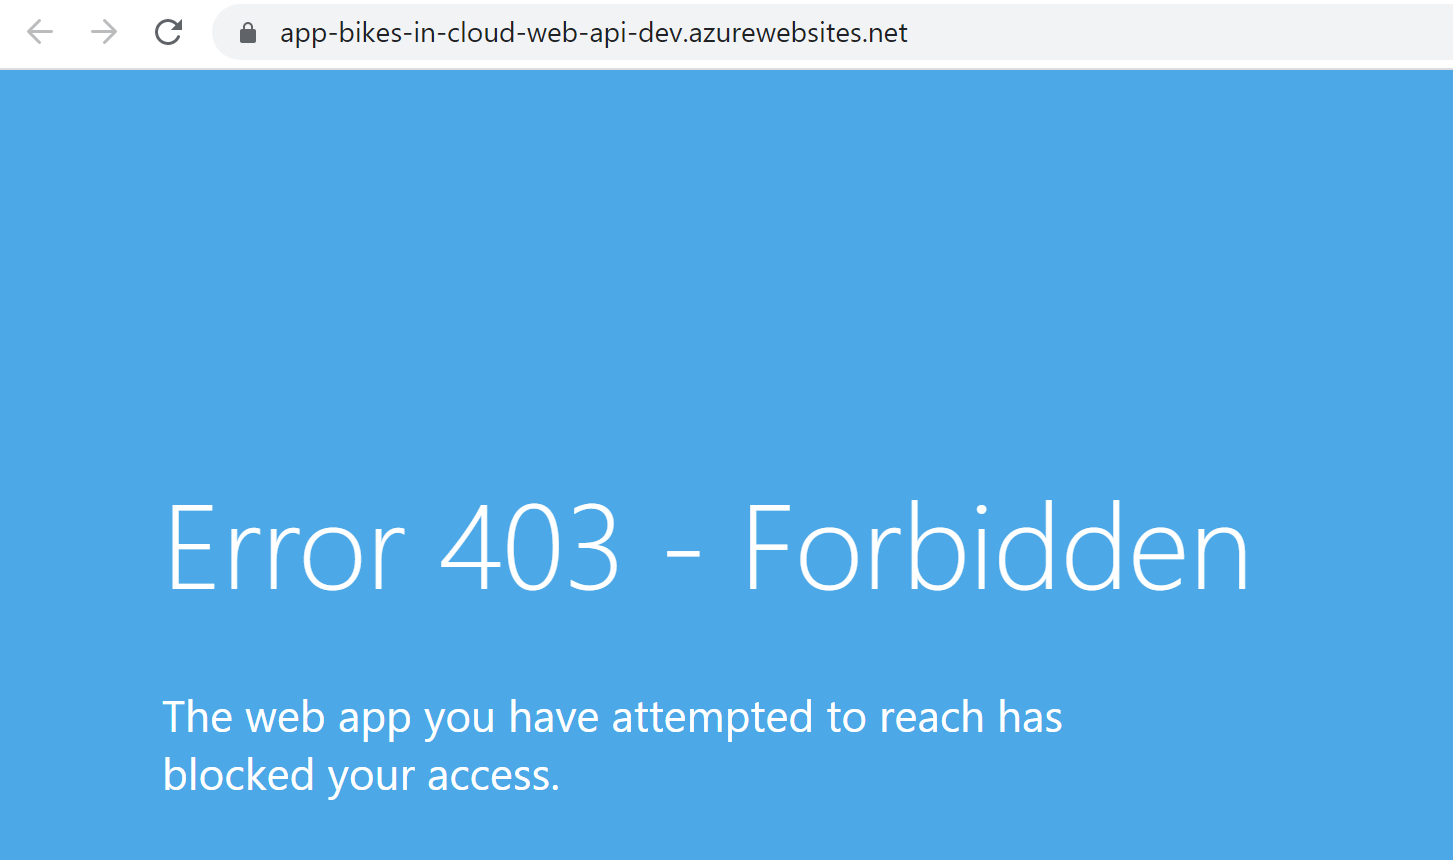 app-bikes-in-cloud-web-api-dev.azurewebsites.net
Error 403 - Forbidden
The web app you have attempted to reach has
blocked your access.